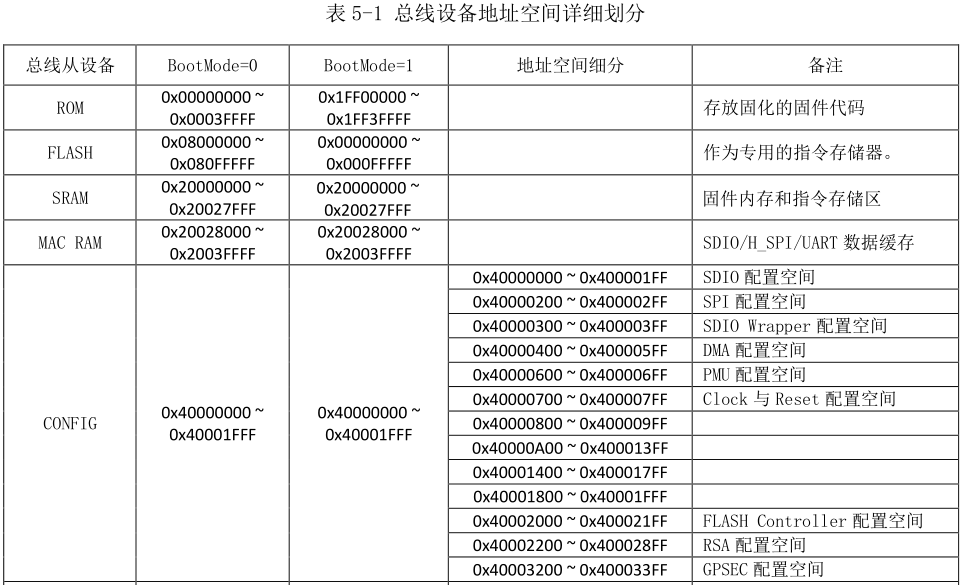 表 5-1 总线设备地址空间详细划分
总线从设备 BootMode=0 BootMode=1 地址空间细分 备注
ROM 0x00000000 ~ 0x0003FFFF 0x1FF00000 ~ 0x1FF3FFFF 存放固化的固件代码
FLASH 0x08000000 ~ 0x080FFFFF 0x00000000 ~ 0x000FFFFF 作为专用的指令存储器。
SRAM 0x20000000 ~ 0x20027FFF 0x20000000 ~ 0x20027FFF 固件内存和指令存储区
MAC RAM 0x20028000 ~ 0x2003FFFF 0x20028000 ~ 0x2003FFFF SDIO/H_SPI/UART 数据缓存
CONFIG 0x40000000 ~ 0x40001FFF 0x40000000 ~ 0x40001FFF
0x40000000 ~ 0x400001FF SDIO 配置空间
0x40000200 ~ 0x400002FF SPI 配置空间
0x40000300 ~ 0x400003FF SDIO Wrapper 配置空间
0x40000400 ~ 0x400005FF DMA 配置空间
0x40000600 ~ 0x400006FF PMU 配置空间
0x40000700 ~ 0x400007FF Clock 与 Reset 配置空间
0x40000800 ~ 0x400009FF
0x40000A00 ~ 0x400013FF
0x40001400 ~ 0x400017FF
0x40001800 ~ 0x40001FFF
0x40002000 ~ 0x400021FF FLASH Controller 配置空间
0x40002200 ~ 0x400028FF RSA 配置空间
0x40003200 ~ 0x400033FF GPSEC 配置空间